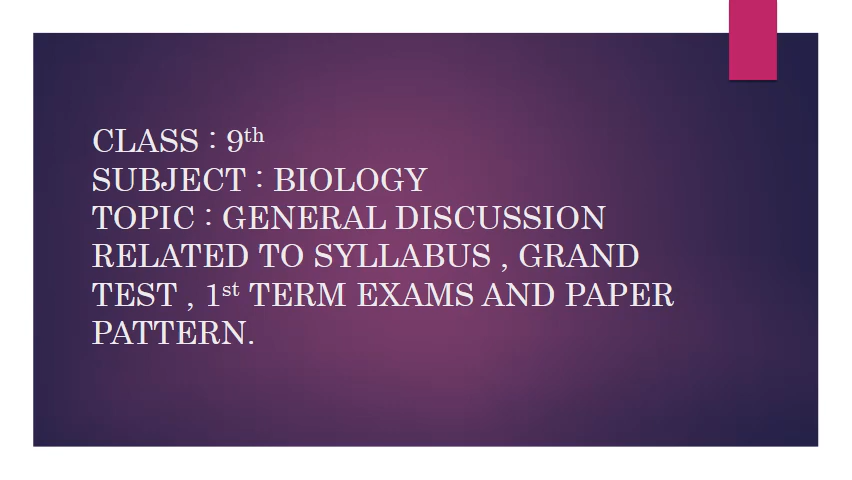 CLASS : 9th
SUBJECT : BIOLOGY
TOPIC : GENERAL DISCUSSION
RELATED TO SYLLABUS , GRAND
TEST , 1st TERM EXAMS AND PAPER
PATTERN.